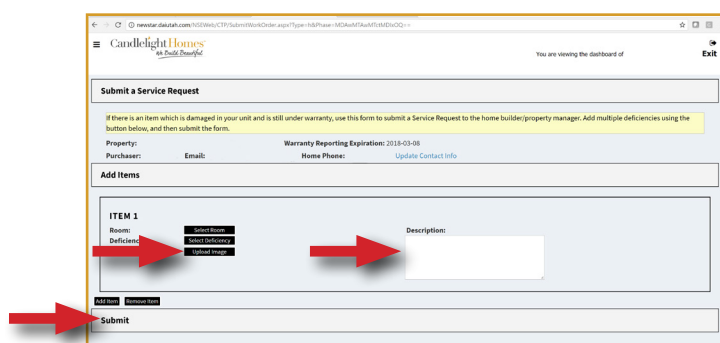 newstar.daiutah.com/NSEWeb/CTP/SubmitWorkOrder.aspx?Type=h&Phase=MDAwMTAwMTctMDIsOQ==
Candlelight Homes
We Build Beautiful
You are viewing the dashboard of
Exit
Submit a Service Request
If there is an item which is damaged in your unit and is still under warranty, use this form to submit a Service Request to the home builder/property manager. Add multiple deficiencies using the
button below, and then submit the form.
Property: Warranty Reporting Expiration: 2018-03-08
Purchaser: Email: Home Phone: Update Contact Info
Add Items
ITEM 1
Room: Select Room Description:
Deficienc Select Deficiency
Upload Image
Add Item Remove Item
Submit